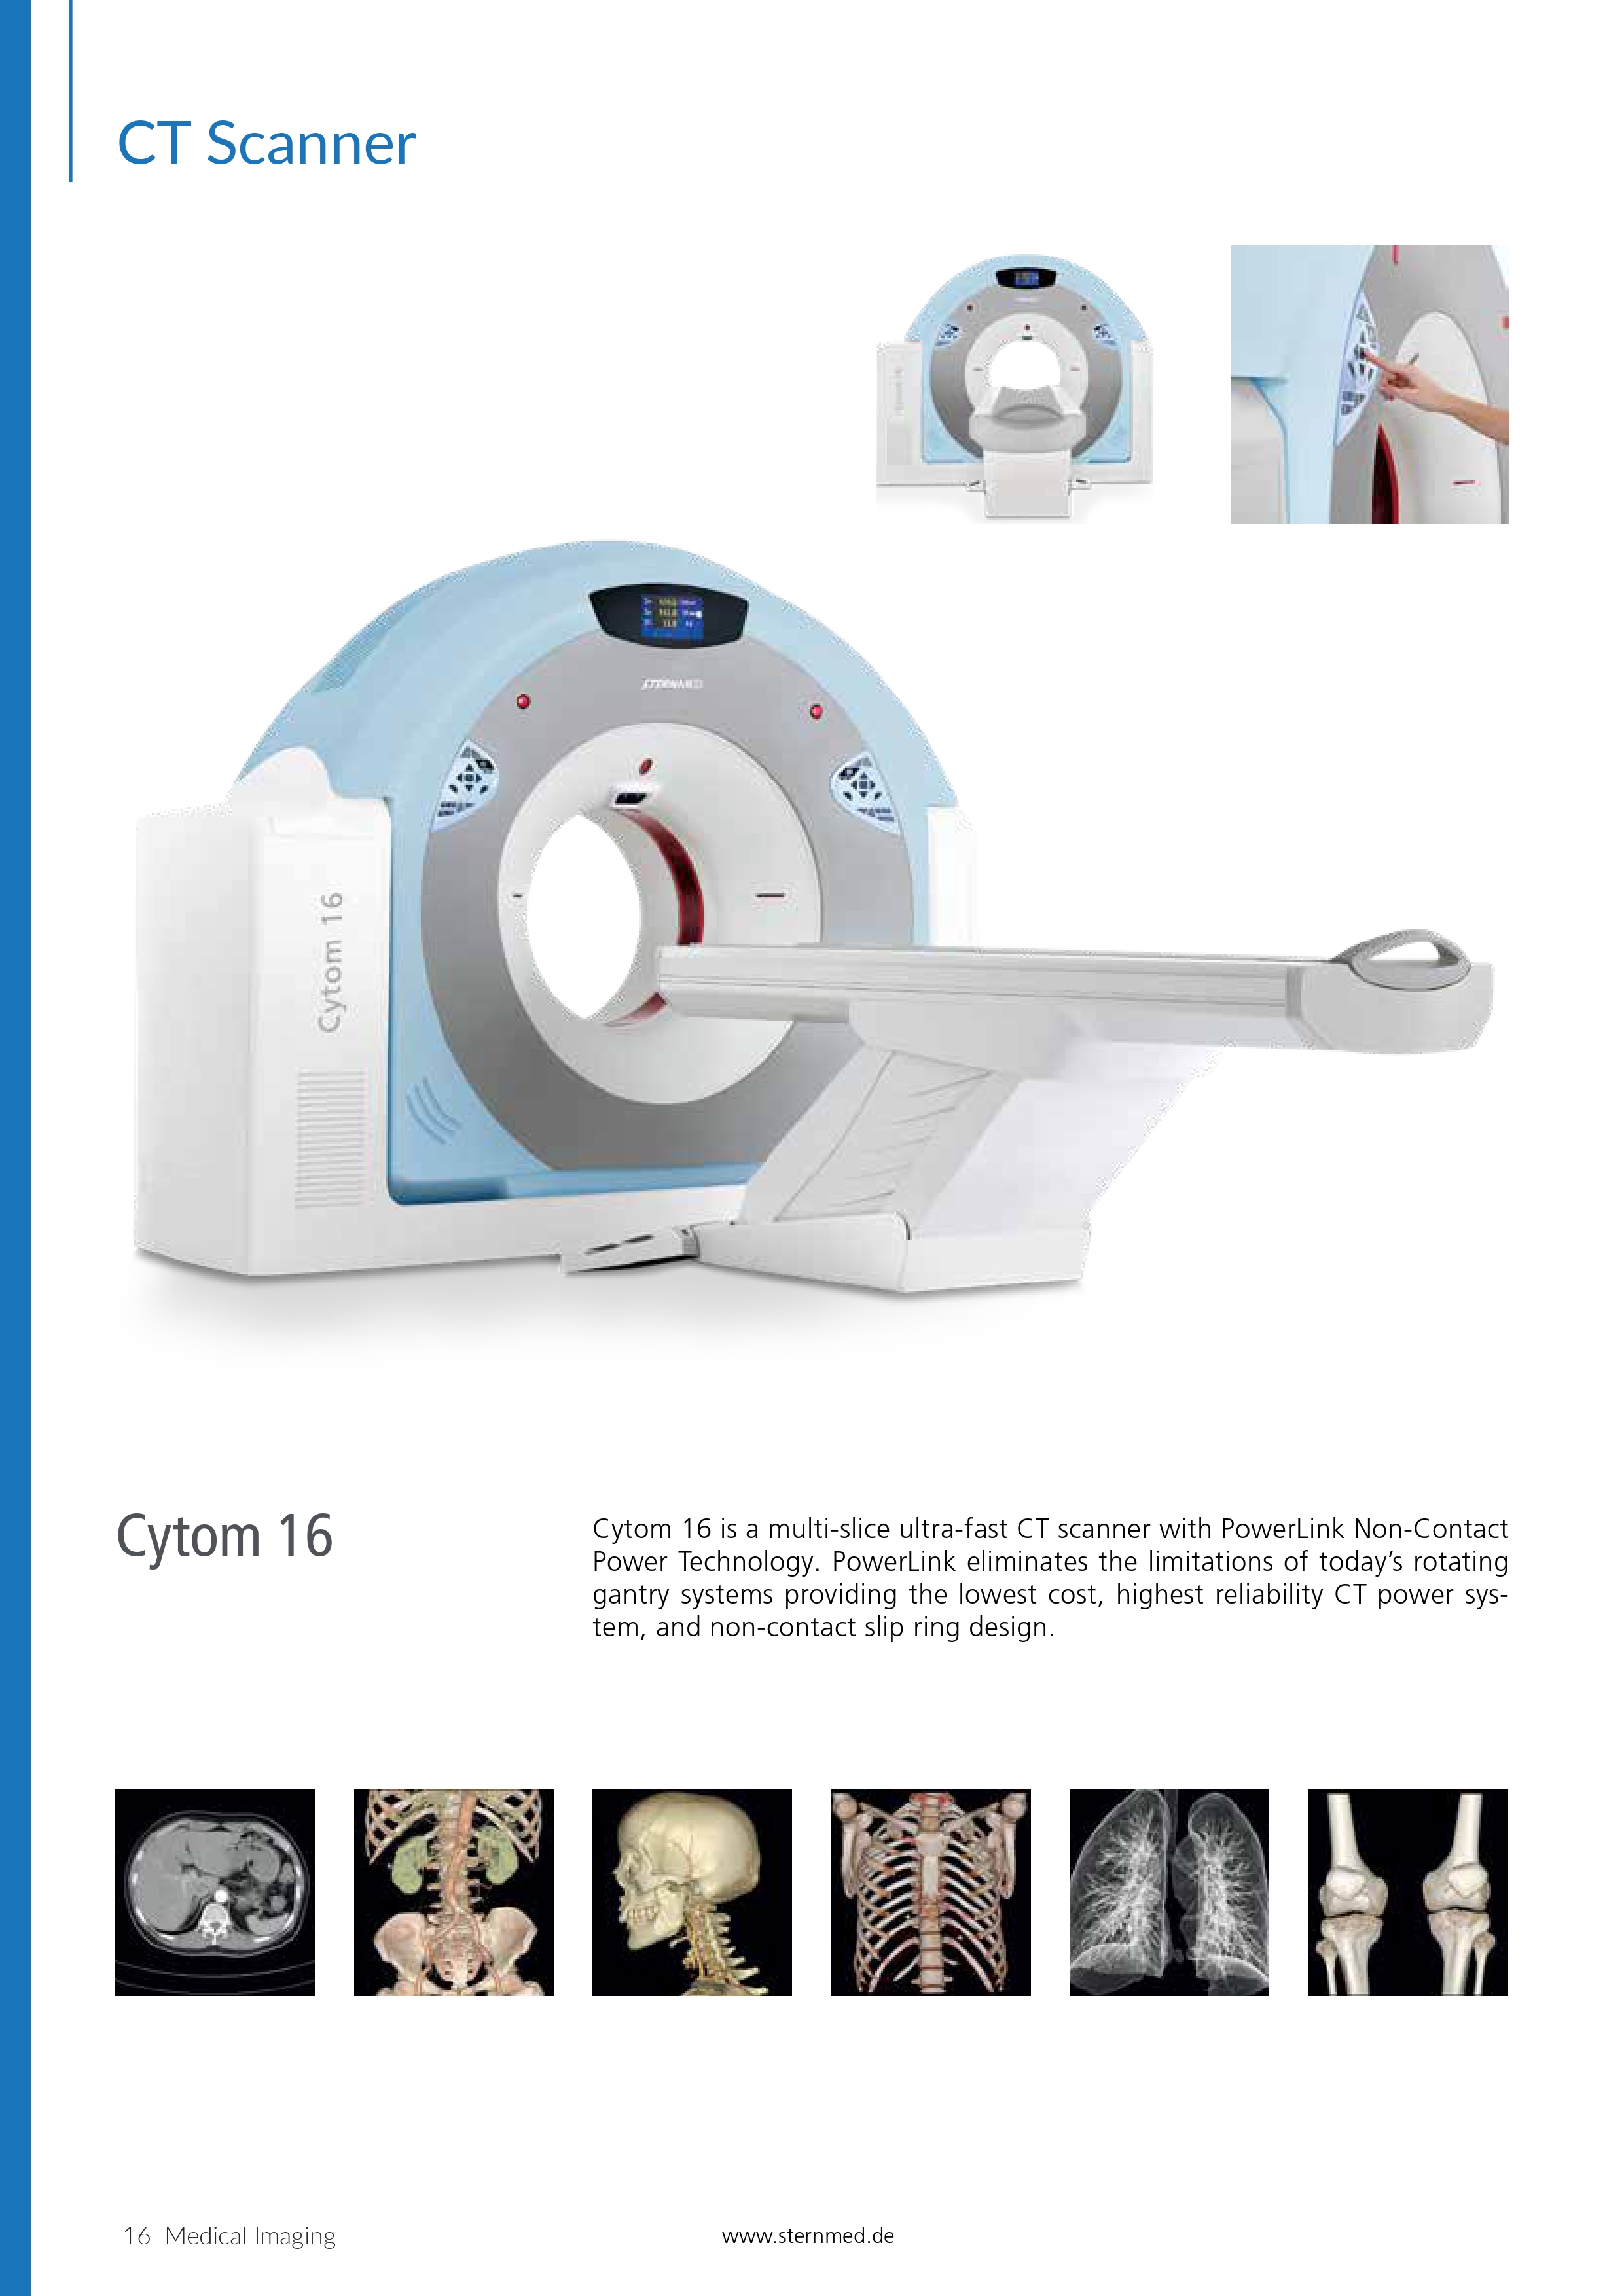 CT Scanner
STERNMED
Cytom 16
Cytom 16
Cytom 16 is a multi-slice ultra-fast CT scanner with PowerLink Non-Contact
Power Technology. PowerLink eliminates the limitations of today’s rotating
gantry systems providing the lowest cost, highest reliability CT power sys-
tem, and non-contact slip ring design.
16 Medical Imaging
www.sternmed.de